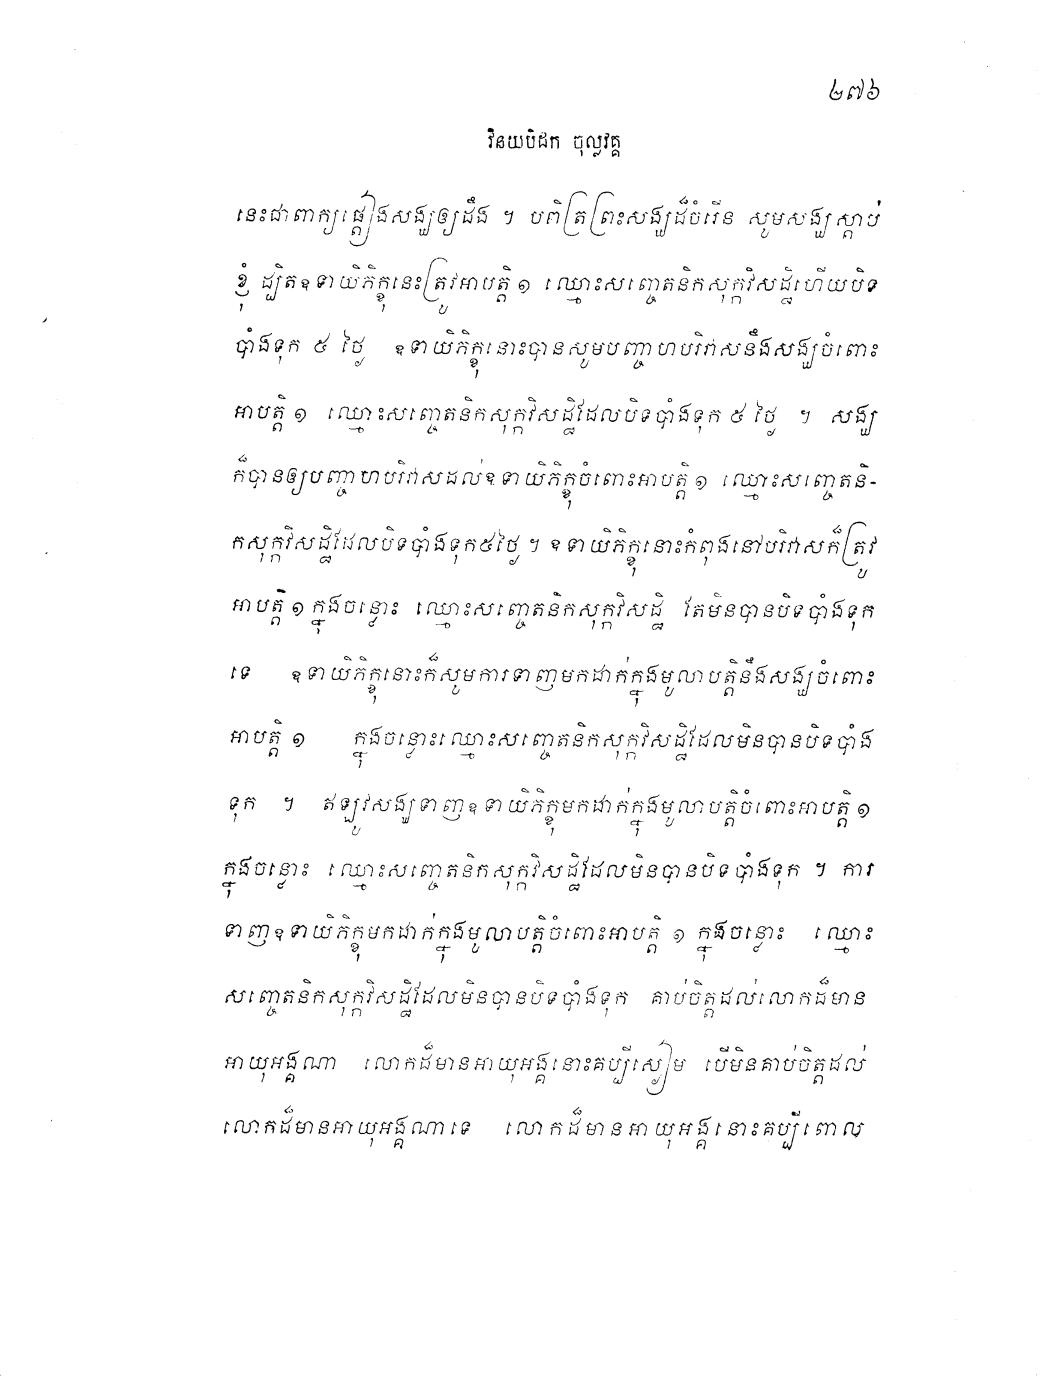 ២៧៦
វិនយបិដក ចុល្លវគ្គ
នេះជាពាក្យផ្តៀងសង្ឃឲ្យដឹង ។ បពិត្រព្រះសង្ឃដ៏ចំរើន សូមសង្ឃស្តាប់
ខ្ញុំ ដ្បិតឧទាយិភិក្ខុនេះត្រូវអាបត្តិ ១ ឈ្មោះសញ្ចេតនិកសុក្កវិសដ្ឋិហើយបិទ
បាំងទុក ៥ ថ្ងៃ ឧទាយិភិក្ខុនោះបានសូមបញ្ចាហបរិវាសនឹងសង្ឃចំពោះ
អាបត្តិ ១ ឈ្មោះសញ្ចេតនិកសុក្កវិសដ្ឋិដែលបិទបាំងទុក ៥ ថ្ងៃ ។ សង្ឃ
ក៏បានឲ្យបញ្ចាហបរិវាសដល់ឧទាយិភិក្ខុចំពោះអាបត្តិ ១ ឈ្មោះសញ្ចេតនិ-
កសុក្កវិសដ្ឋិដែលបិទបាំងទុក៥ថ្ងៃ ។ ឧទាយិភិក្ខុនោះកំពុងនៅបរិវាសក៏ត្រូវ
អាបត្តិ ១ ក្នុងចន្លោះ ឈ្មោះសញ្ចេតនិកសុក្កវិសដ្ឋិ តែមិនបានបិទបាំងទុក
ទេ ឧទាយិភិក្ខុនោះក៏សូមការទាញមកដាក់ក្នុងមូលាបត្តិនឹងសង្ឃចំពោះ
អាបត្តិ ១ ក្នុងចន្លោះឈ្មោះសញ្ចេតនិកសុក្កវិសដ្ឋិដែលមិនបានបិទបាំង
ទុក ។ ឥឡូវសង្ឃទាញឧទាយិភិក្ខុមកដាក់ក្នុងមូលាបត្តិចំពោះអាបត្តិ ១
ក្នុងចន្លោះ ឈ្មោះសញ្ចេតនិកសុក្កវិសដ្ឋិដែលមិនបានបិទបាំងទុក ។ ការ
ទាញឧទាយិភិក្ខុមកដាក់ក្នុងមូលាបត្តិចំពោះអាបត្តិ ១ ក្នុងចន្លោះ ឈ្មោះ
សញ្ចេតនិកសុក្កវិសដ្ឋិដែលមិនបានបិទបាំងទុក គាប់ចិត្តដល់លោកដ៏មាន
អាយុអង្គណា លោកដ៏មានអាយុអង្គនោះគប្បីស្ងៀម បើមិនគាប់ចិត្តដល់
លោកដ៏មានអាយុអង្គណាទេ លោកដ៏មានអាយុអង្គនោះគប្បីពោល